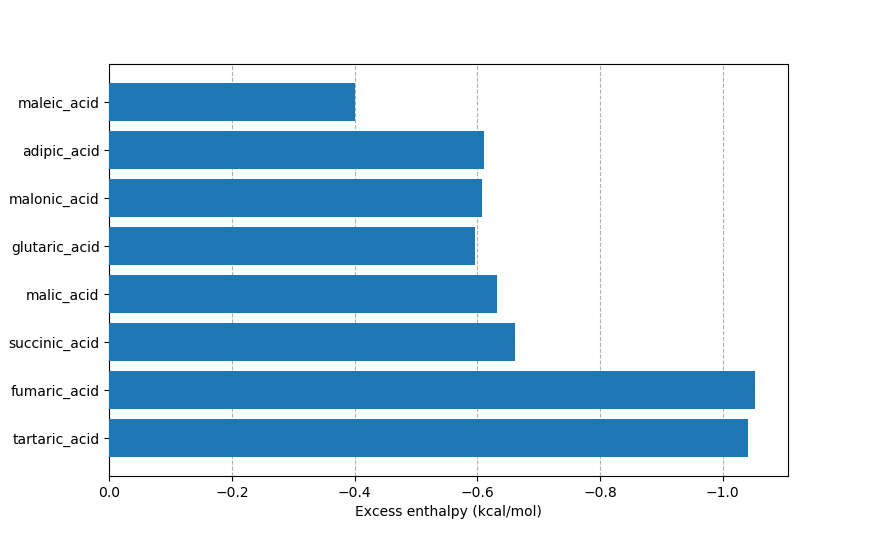 maleic_acid
adipic_acid
malonic_acid
glutaric_acid
malic_acid
succinic_acid
fumaric_acid
tartaric_acid
0.0 −0.2 −0.4 −0.6 −0.8 −1.0
Excess enthalpy (kcal/mol)